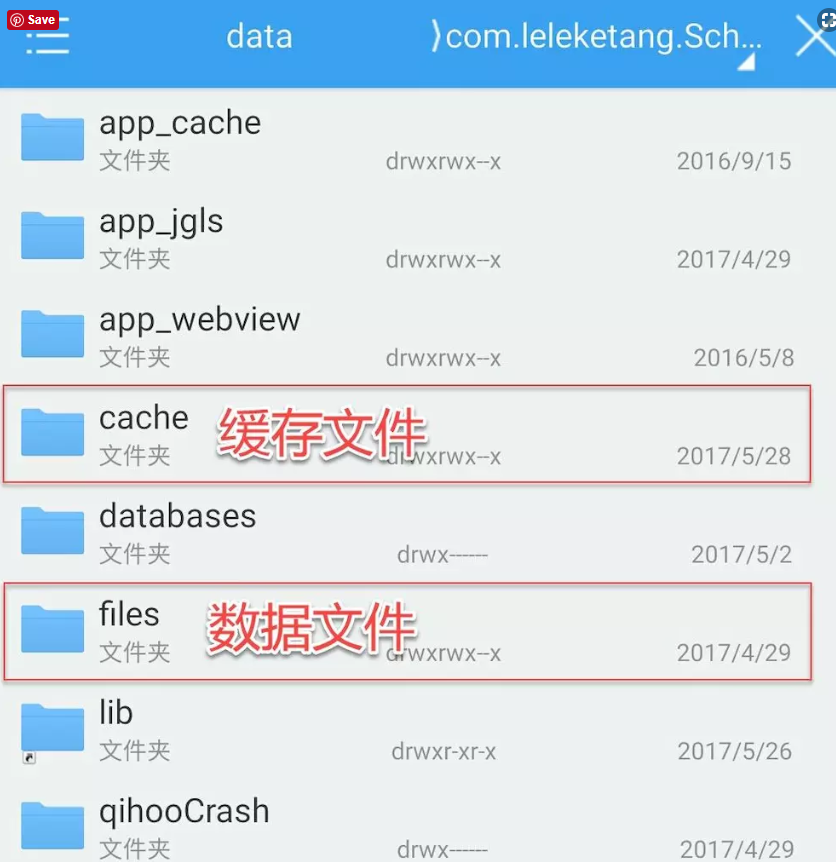 Save
data
⟩com.leleketang.Sch...
app_cache
文件夹 drwxrwx--x 2016/9/15
app_jgls
文件夹 drwxrwx--x 2017/4/29
app_webview
文件夹 drwxrwx--x 2016/5/8
cache 缓存文件
文件夹 drwxrwx--x 2017/5/28
databases
文件夹 drwx------ 2017/5/2
files 数据文件
文件夹 drwxrwx--x 2017/4/29
lib
文件夹 drwxr-xr-x 2017/5/26
qihooCrash
文件夹 drwx------ 2017/4/29